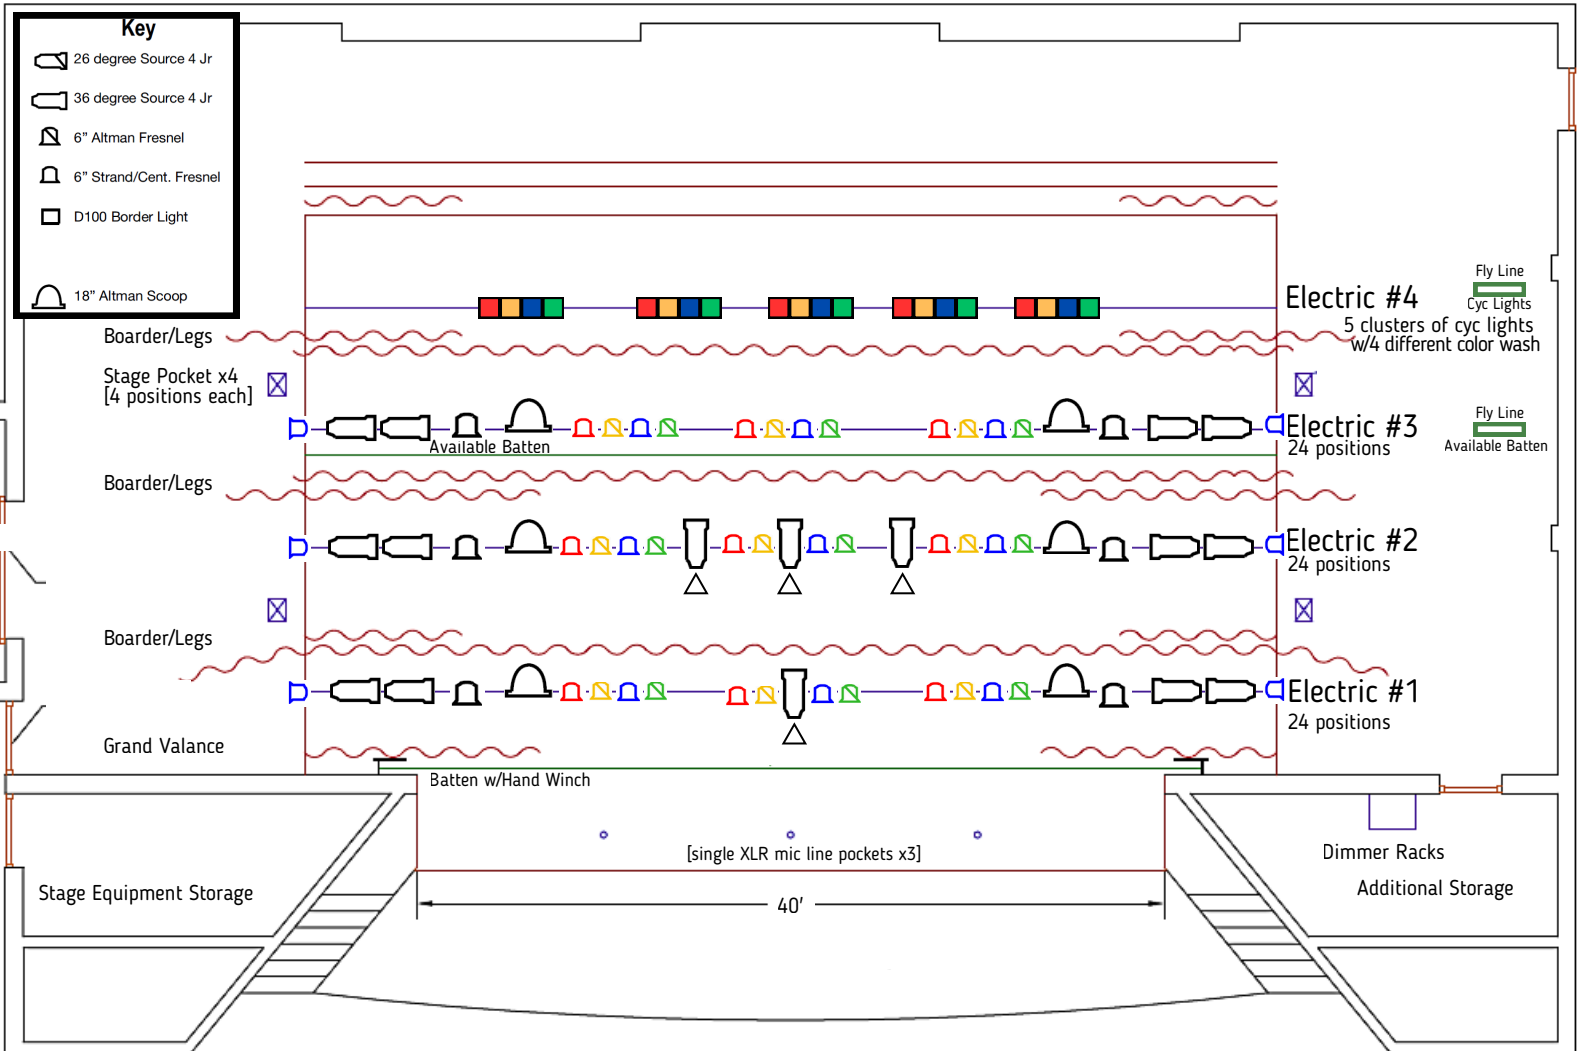 Key
26 degree Source 4 Jr
36 degree Source 4 Jr
6” Altman Fresnel
6” Strand/Cent. Fresnel
D100 Border Light
18” Altman Scoop
Electric #4
Fly Line
Cyc Lights
5 clusters of cyc lights
w/4 different color wash
Boarder/Legs
Stage Pocket x4
[4 positions each]
Available Batten
Electric #3
24 positions
Fly Line
Available Batten
Boarder/Legs
Electric #2
24 positions
Boarder/Legs
Electric #1
24 positions
Grand Valance
Batten w/Hand Winch
[single XLR mic line pockets x3]
Dimmer Racks
Additional Storage
Stage Equipment Storage
40'